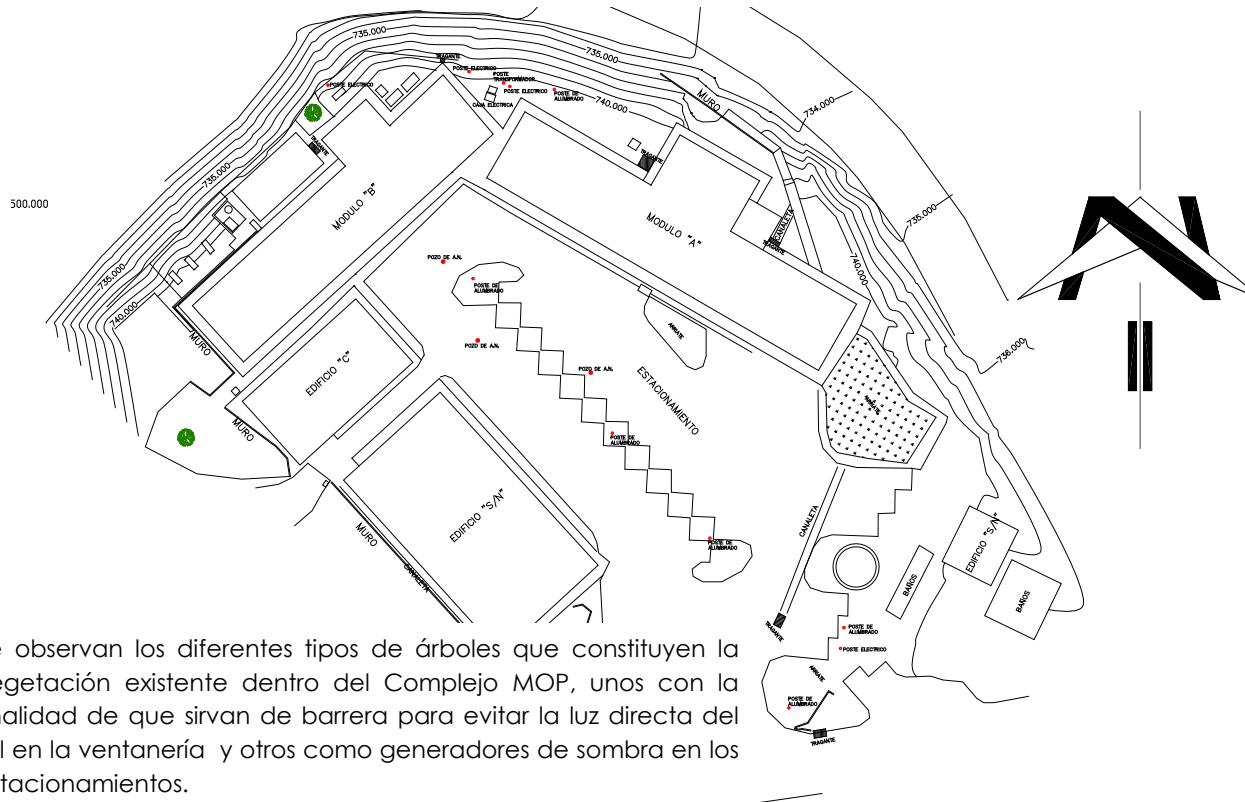 735.000
735.000
TRAGANTE
POSTE ELECTRICO
POSTE
TRANSFORMADOR
POSTE ELECTRICO
POSTE ELECTRICO
POSTE DE
ALUMBRADO
CAJA ELECTRICA
740.000
MURO
734.000
TRAGANTE
TRAGANTE
735.000
500.000
MODULO "B"
MODULO "A"
CANALETA
TRAGANTE
735.000
735.000
740.000
740.000
POZO DE A.N.
POSTE DE
ALUMBRADO
POZO DE A.N.
ARRIATE
736.000
MURO
EDIFICIO "C"
POZO DE A.N.
ESTACIONAMIENTO
ARRIATE
MURO
POSTE DE
ALUMBRADO
EDIFICIO "S/N"
MURO
CANALETA
POSTE DE
ALUMBRADO
CANALETA
EDIFICIO "S/N"
BAÑOS
BAÑOS
TRAGANTE
POSTE DE
ALUMBRADO
POSTE ELECTRICO
ARRIATE
POSTE DE
ALUMBRADO
TRAGANTE
e observan los diferentes tipos de árboles que constituyen la
egetación existente dentro del Complejo MOP, unos con la
nalidad de que sirvan de barrera para evitar la luz directa del
l en la ventanería y otros como generadores de sombra en los
tacionamientos.